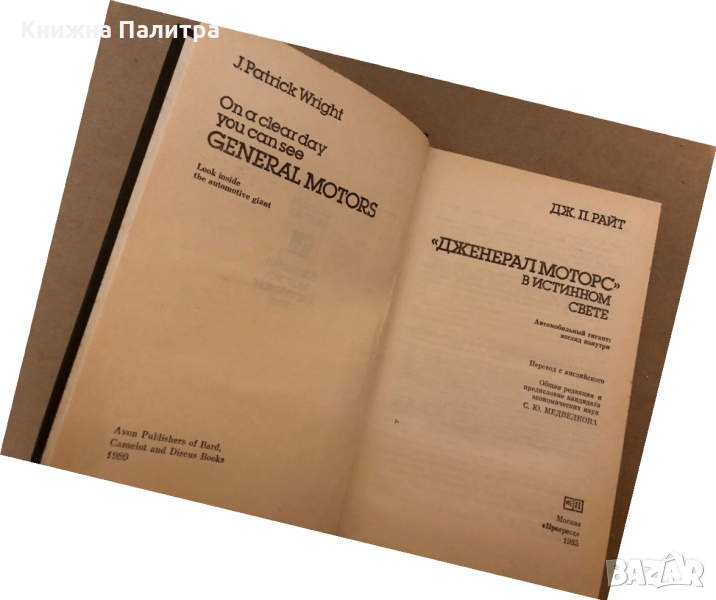 Книжна Палитра
J. Patrick Wright
On a clear day
you can see
GENERAL MOTORS
Look inside
the automotive giant
Avon Publishers of Bard,
Camelot and Discus Books
1980
ДЖ. П. РАЙТ
«ДЖЕНЕРАЛ МОТОРС»
В ИСТИННОМ
СВЕТЕ
Автомобильный гигант:
взгляд изнутри
Перевод с английского
Общая редакция и
предисловие кандидата
экономических наук
С. Ю. МЕДВЕДКОВА
Москва
«Прогресс»
1985
BAZAR